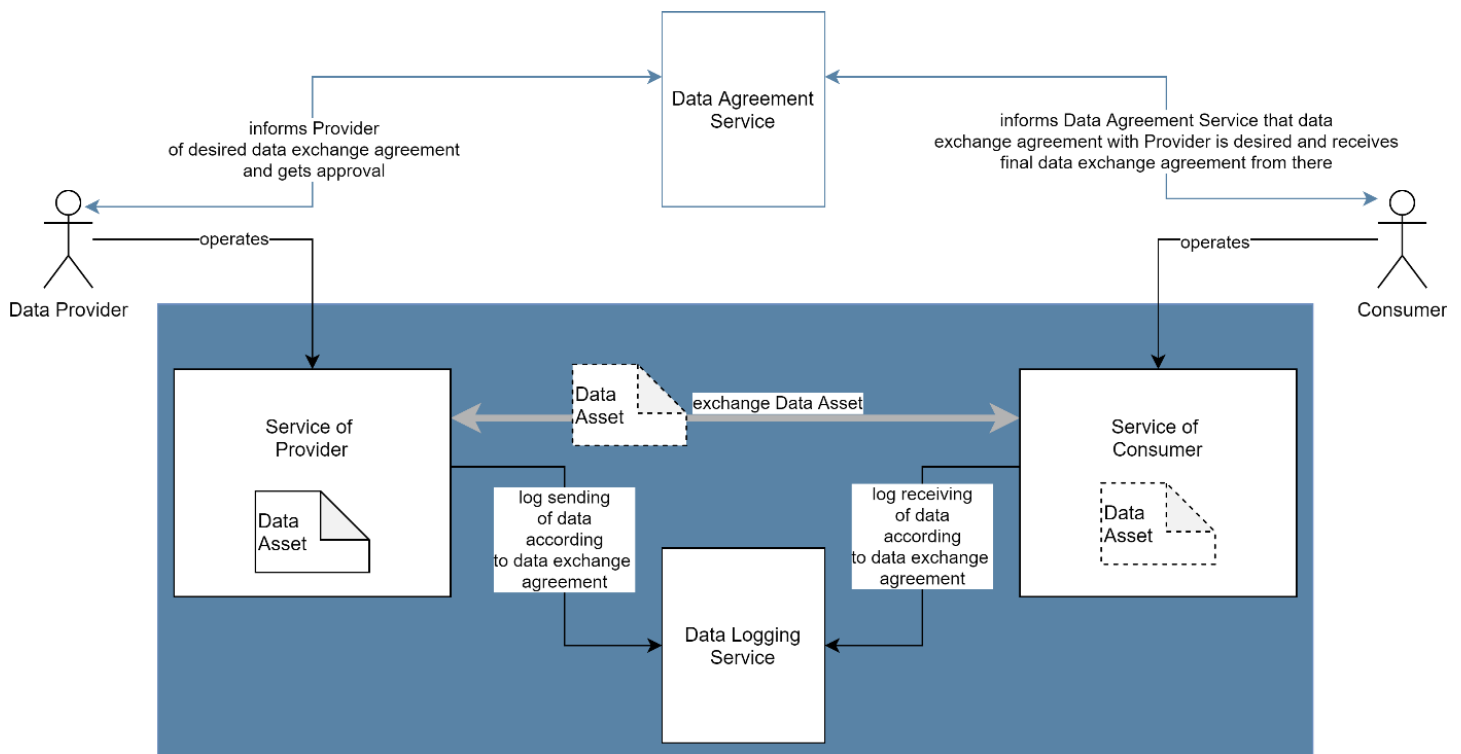 Data Agreement
Service
informs Provider
of desired data exchange agreement
and gets approval
informs Data Agreement Service that data
exchange agreement with Provider is desired and receives
final data exchange agreement from there
operates
operates
Data Provider
Consumer
Service of
Provider
Data
Asset
Data
Asset
exchange Data Asset
Service of
Consumer
Data
Asset
log sending
of data
according
to data exchange
agreement
log receiving
of data
according
to data exchange
agreement
Data Logging
Service